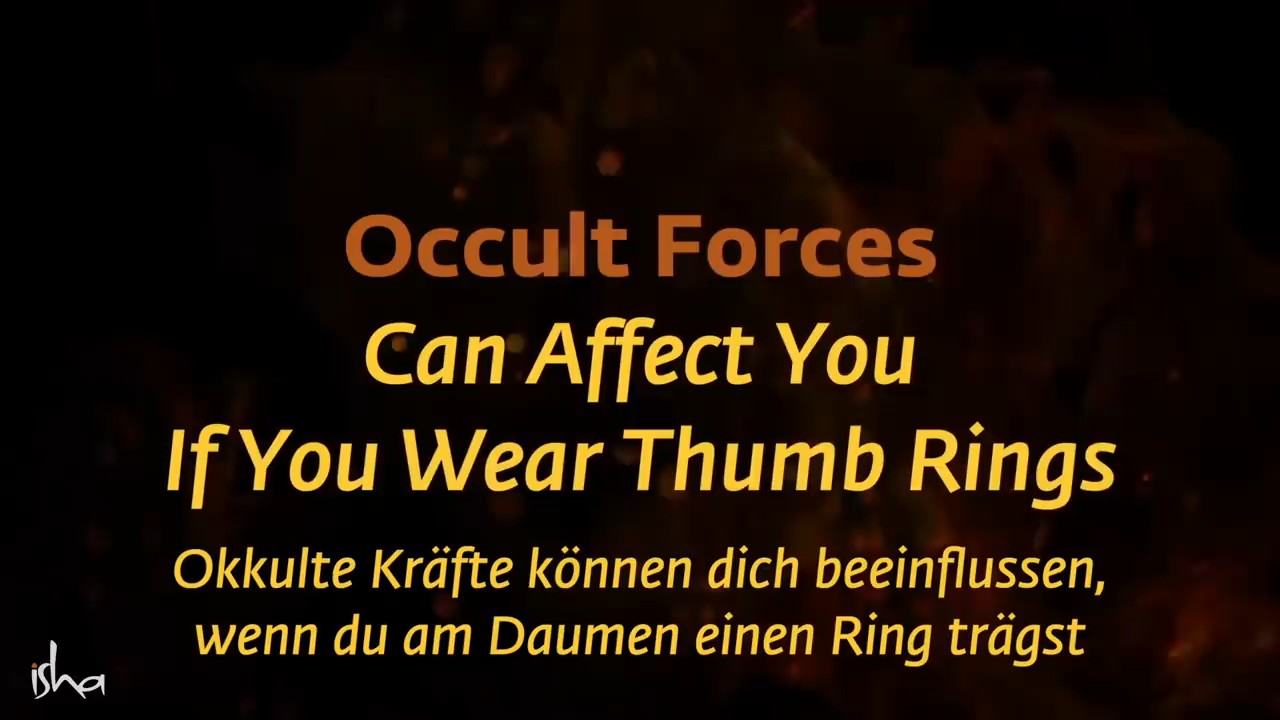 Occult Forces
Can Affect You
If You Wear Thumb Rings
Okkulte Kräfte können dich beeinflussen,
wenn du am Daumen einen Ring trägst
isha